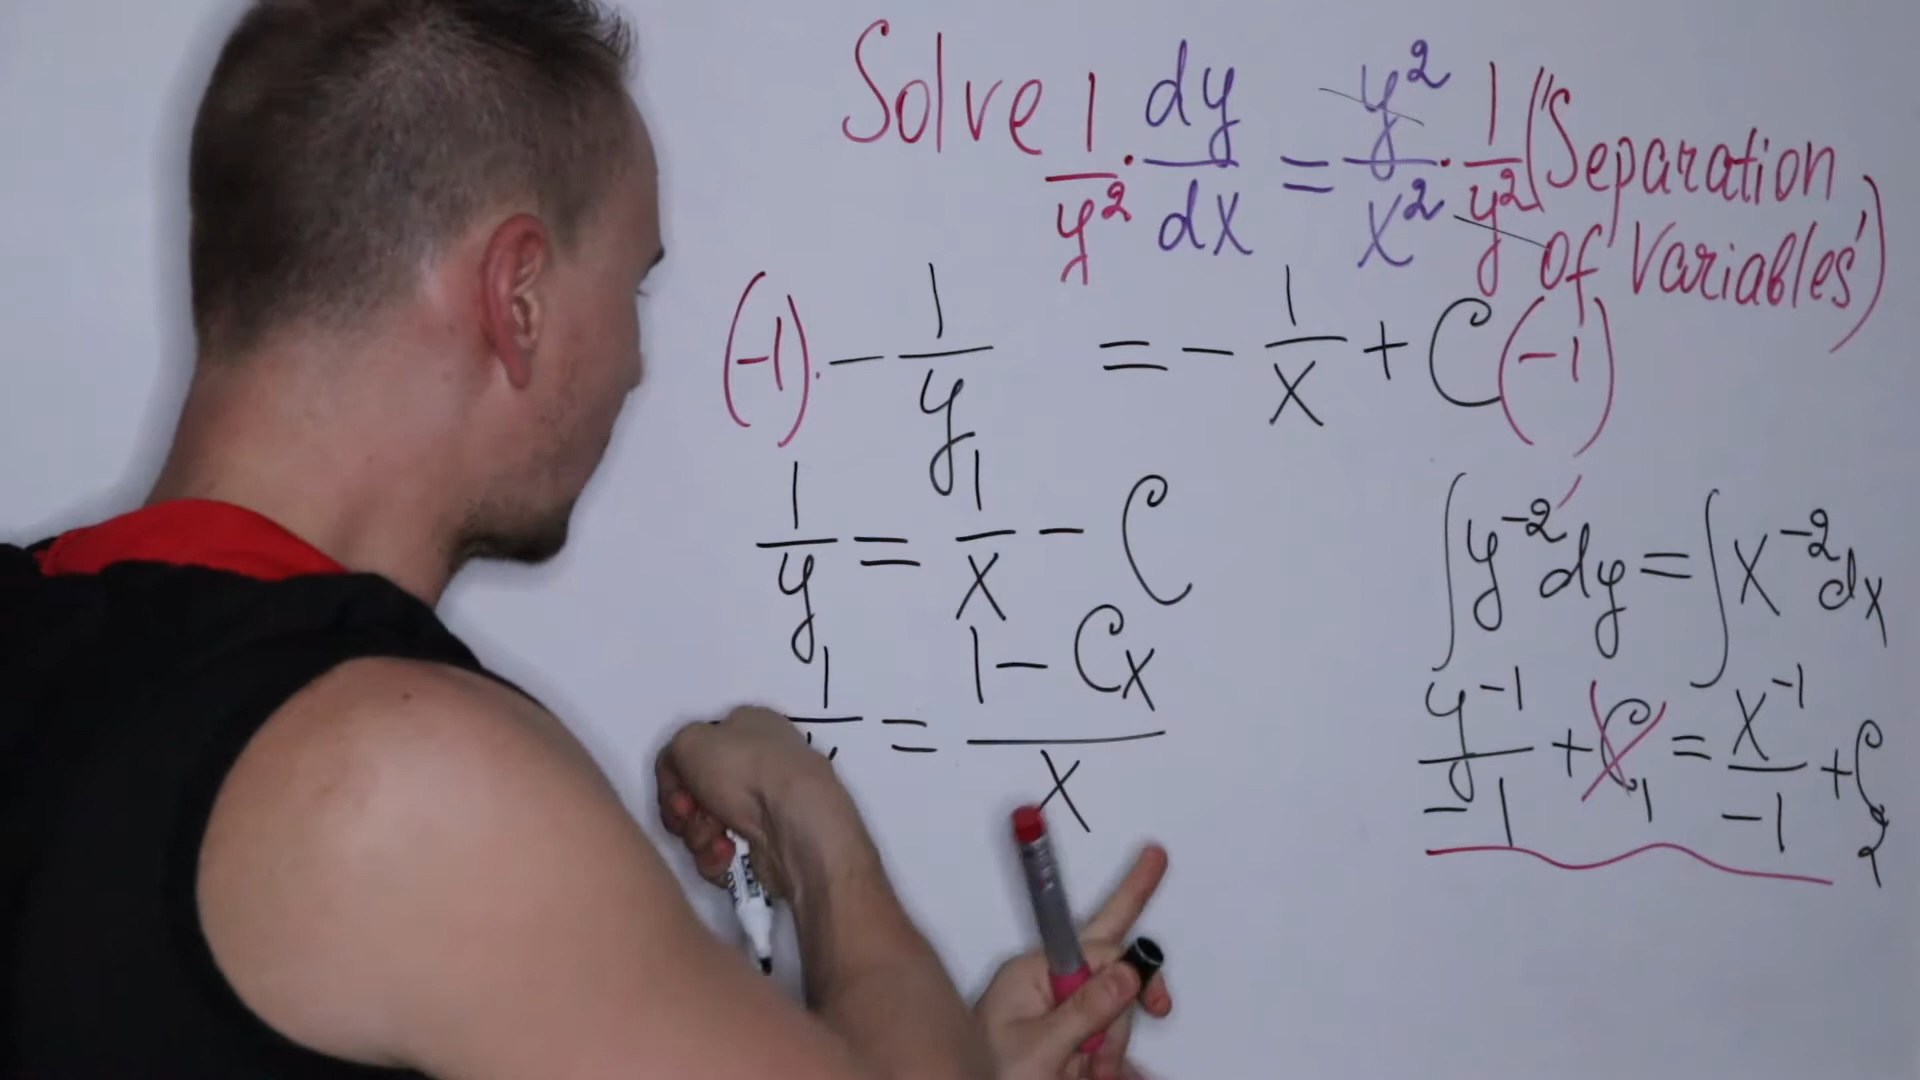 Solve 1/y² · dy/dx = y²/x² · 1/y² ("Separation
of Variables")
(-1) · - 1/y = - 1/x + C (-1)
1/y = 1/x - C
1/y = 1 - Cx / x
∫ y⁻² dy = ∫ x⁻² dx
y⁻¹/-1 + C₁ = x⁻¹/-1 + C₂